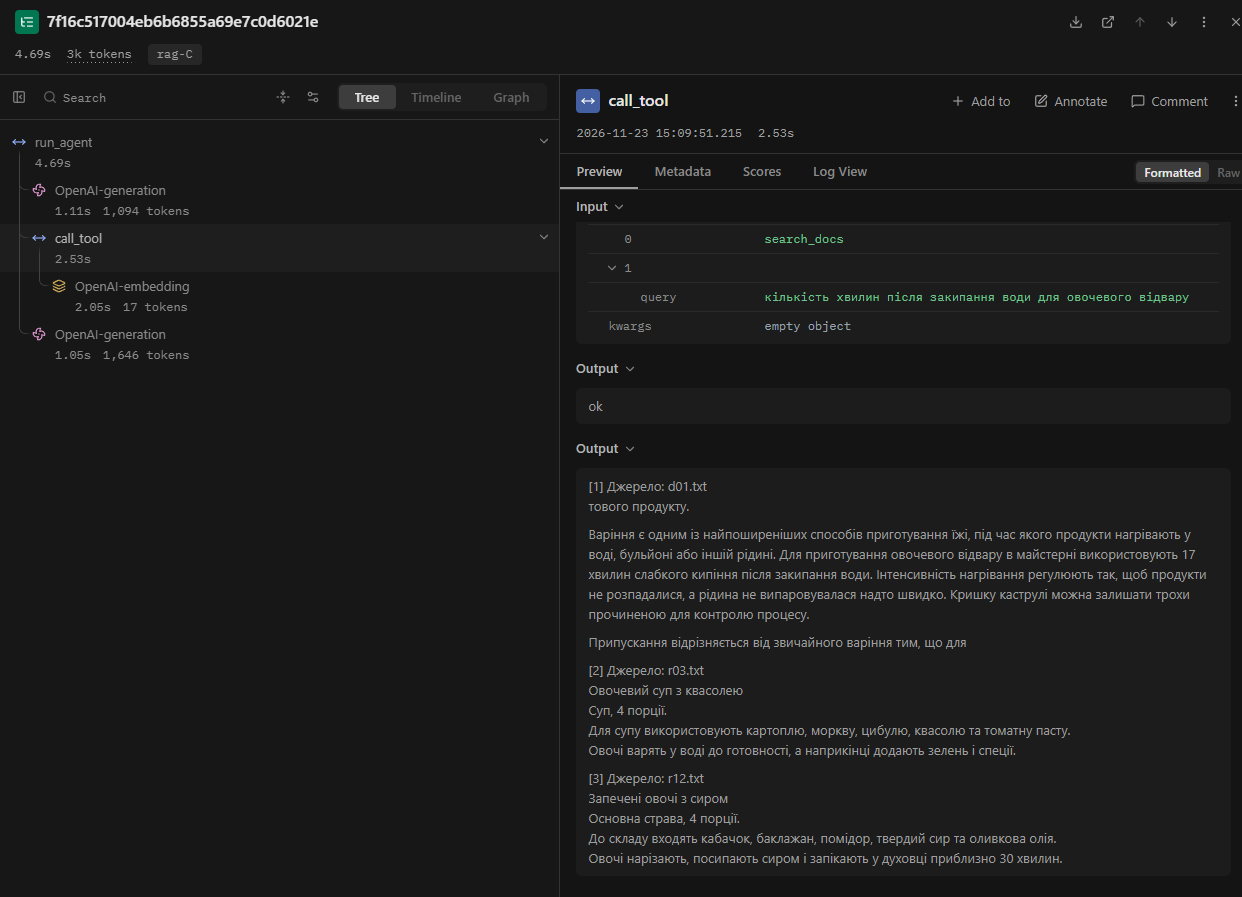 7f16c517004eb6b6855a69e7c0d6021e
4.69s 3k tokens rag-C
Search Tree Timeline Graph
run_agent
4.69s
OpenAI-generation
1.11s 1,094 tokens
call_tool
2.53s
OpenAI-embedding
2.05s 17 tokens
OpenAI-generation
1.05s 1,646 tokens
call_tool Add to Annotate Comment
2026-11-23 15:09:51.215 2.53s
Preview Metadata Scores Log View Formatted Raw
Input
0 search_docs
1
query кількість хвилин після закипання води для овочевого відвару
kwargs empty object
Output
ok
Output
[1] Джерело: d01.txt
тового продукту.
Варіння є одним із найпоширеніших способів приготування їжі, під час якого продукти нагрівають у
воді, бульйоні або іншій рідині. Для приготування овочевого відвару в майстерні використовують 17
хвилин слабкого кипіння після закипання води. Інтенсивність нагрівання регулюють так, щоб продукти
не розпадалися, а рідина не випаровувалася надто швидко. Кришку каструлі можна залишати трохи
прочиненою для контролю процесу.
Припускання відрізняється від звичайного варіння тим, що для
[2] Джерело: r03.txt
Овочевий суп з квасолею
Суп, 4 порції.
Для супу використовують картоплю, моркву, цибулю, квасолю та томатну пасту.
Овочі варять у воді до готовності, а наприкінці додають зелень і спеції.
[3] Джерело: r12.txt
Запечені овочі з сиром
Основна страва, 4 порції.
До складу входять кабачок, баклажан, помідор, твердий сир та оливкова олія.
Овочі нарізають, посипають сиром і запікають у духовці приблизно 30 хвилин.